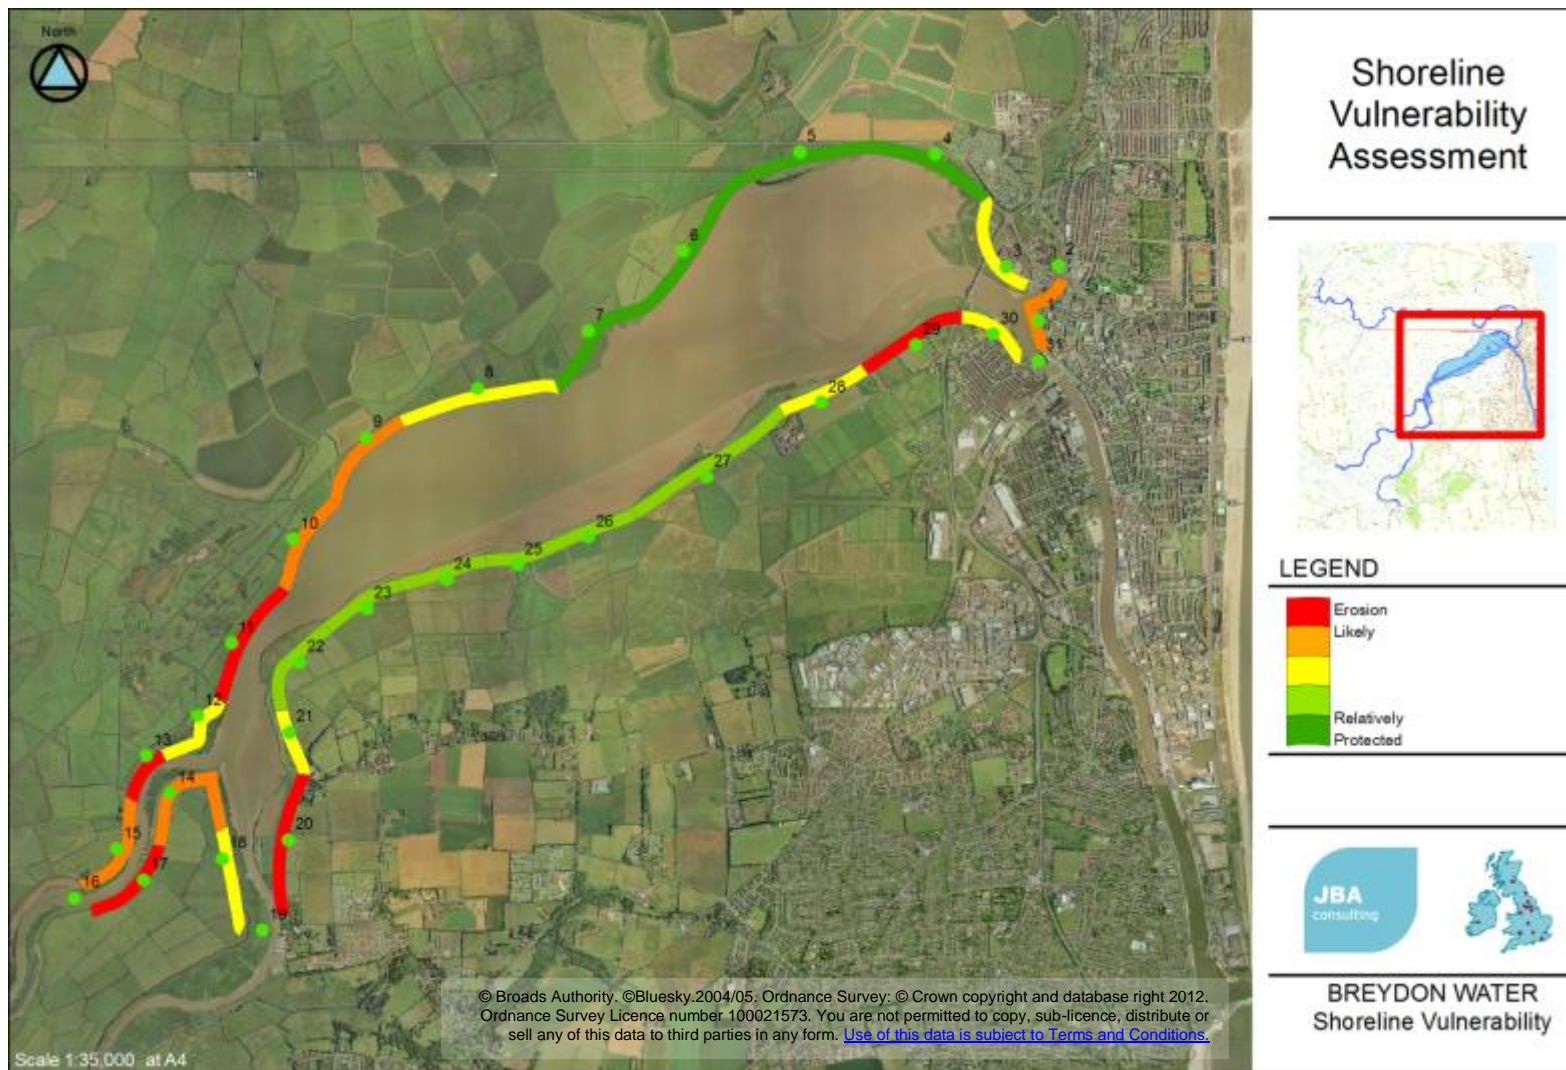 North
Shoreline
Vulnerability
Assessment
5
4
6
3
2
1
7
30
31
29
8
28
9
27
10
26
25
24
23
11
22
12
21
13
14
15
20
18
17
16
19
LEGEND
Erosion
Likely
Relatively
Protected
JBA
consulting
BREYDON WATER
Shoreline Vulnerability
© Broads Authority. ©Bluesky.2004/05. Ordnance Survey: © Crown copyright and database right 2012.
Ordnance Survey Licence number 100021573. You are not permitted to copy, sub-licence, distribute or
sell any of this data to third parties in any form. Use of this data is subject to Terms and Conditions.
Scale 1:35,000 at A4